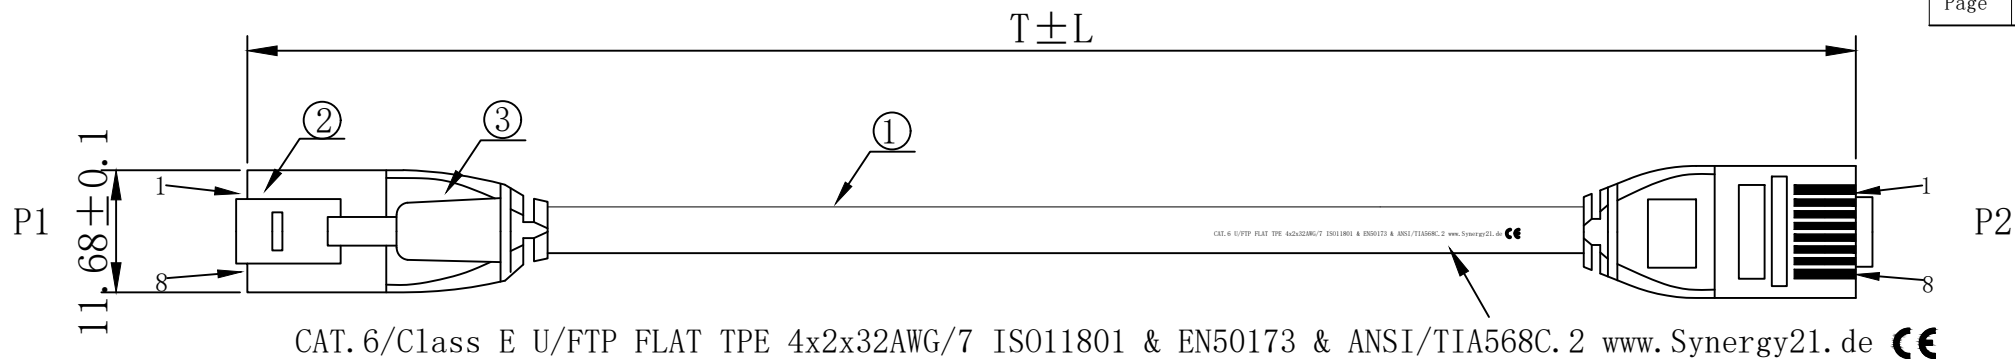 Page
T±L
② ③ ①
11.68±0.1
P1
1
8
1
8
P2
CAT.6 U/FTP FLAT TPE 4x2x32AWG/7 ISO11801 & EN50173 & ANSI/TIA568C.2 www.Synergy21.de CE
CAT.6/Class E U/FTP FLAT TPE 4x2x32AWG/7 ISO11801 & EN50173 & ANSI/TIA568C.2 www.Synergy21.de CE